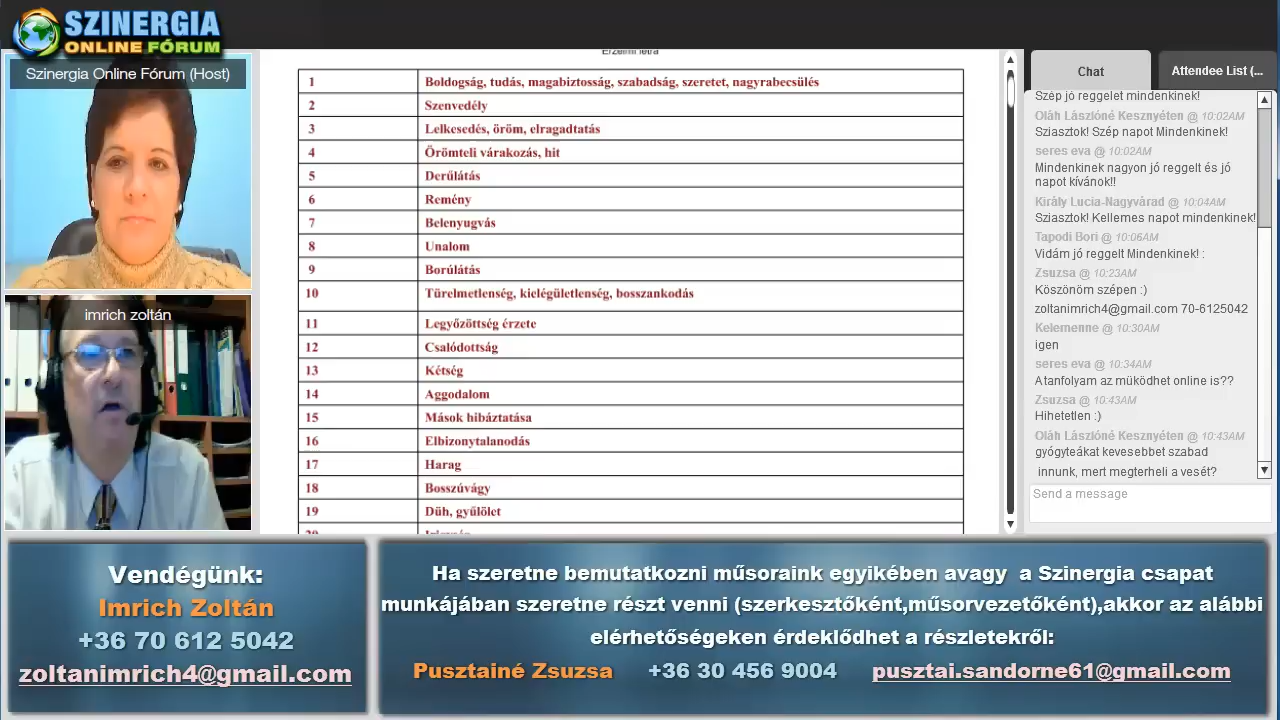 SZINERGIA
ONLINE FÓRUM
Szinergia Online Fórum (Host)
imrich zoltán
Érzelmi létra
1 Boldogság, tudás, magabiztosság, szabadság, szeretet, nagyrabecsülés
2 Szenvedély
3 Lelkesedés, öröm, elragadtatás
4 Örömteli várakozás, hit
5 Derűlátás
6 Remény
7 Belenyugvás
8 Unalom
9 Borúlátás
10 Türelmetlenség, kielégületlenség, bosszankodás
11 Legyőzöttség érzete
12 Csalódottság
13 Kétség
14 Aggodalom
15 Mások hibáztatása
16 Elbizonytalanodás
17 Harag
18 Bosszúvágy
19 Düh, gyűlölet
20
Chat
Attendee List (...
Szép jó reggelet mindenkinek!
Oláh Lászlóné Kesznyéten @ 10:02AM
Sziasztok! Szép napot Mindenkinek!
seres eva @ 10:02AM
Mindenkinek nagyon jó reggelt és jó
napot kívánok!!
Király Lucia-Nagyvárad @ 10:04AM
Sziasztok! Kellemes napot mindenkinek!
Tapodi Bori @ 10:06AM
Vidám jó reggelt Mindenkinek! :
Zsuzsa @ 10:23AM
Köszönöm szépen :)
zoltanimrich4@gmail.com 70-6125042
Kelemenne @ 10:30AM
igen
seres eva @ 10:34AM
A tanfolyam az müködhet online is??
Zsuzsa @ 10:43AM
Hihetetlen :)
Oláh Lászlóné Kesznyéten @ 10:43AM
gyógyteákat kevesebbet szabad
innunk, mert megterheli a vesét?
Send a message
Vendégünk:
Imrich Zoltán
+36 70 612 5042
zoltanimrich4@gmail.com
Ha szeretne bemutatkozni műsoraink egyikében avagy a Szinergia csapat
munkájában szeretne részt venni (szerkesztőként,műsorvezetőként),akkor az alábbi
elérhetőségeken érdeklődhet a részletekről:
Pusztainé Zsuzsa +36 30 456 9004 pusztai.sandorne61@gmail.com